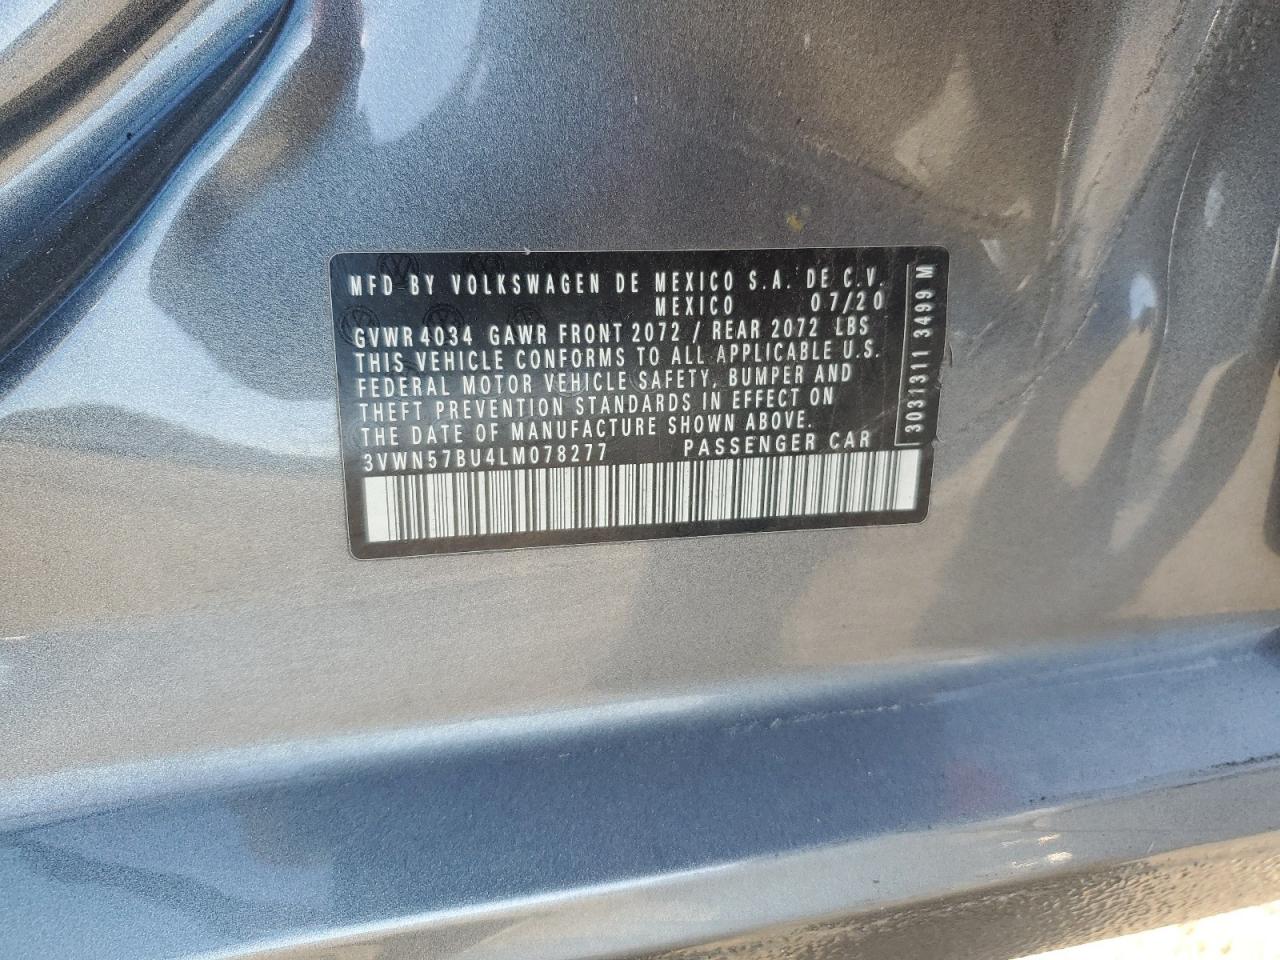 MFD BY VOLKSWAGEN DE MEXICO S.A. DE C.V.
MEXICO 07/20
GVWR 4034 GAWR FRONT 2072 / REAR 2072 LBS
THIS VEHICLE CONFORMS TO ALL APPLICABLE U.S.
FEDERAL MOTOR VEHICLE SAFETY, BUMPER AND
THEFT PREVENTION STANDARDS IN EFFECT ON
THE DATE OF MANUFACTURE SHOWN ABOVE.
3VWN57BU4LM078277 PASSENGER CAR
3031311 3499 M